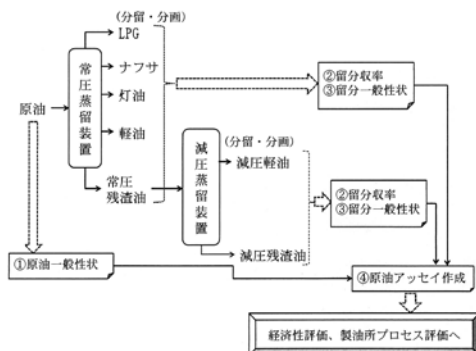 (分留・分画)
LPG
ナフサ
灯油
軽油
常圧
残渣油
原油
常圧蒸留装置
②留分収率
③留分一般性状
(分留・分画)
減圧軽油
減圧残渣油
減圧蒸留装置
②留分収率
③留分一般性状
①原油一般性状
④原油アッセイ作成
経済性評価、製油所プロセス評価へ